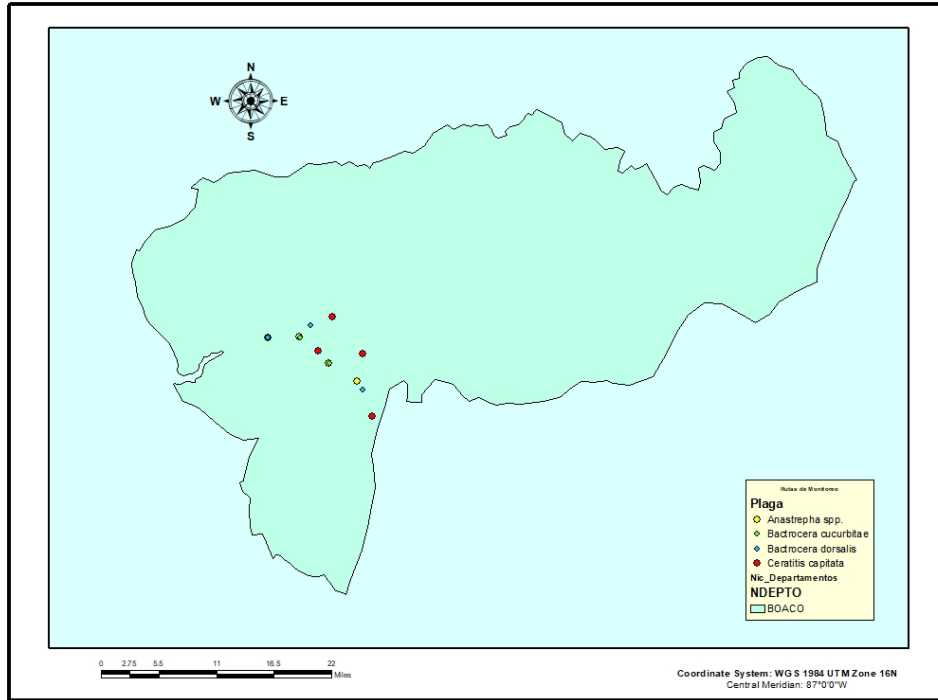 N
W E
S
Rutas de Monitoreo
Plaga
Anastrepha spp.
Bactrocera cucurbitae
Bactrocera dorsalis
Ceratitis capitata
Nic_Departamentos
NDEPTO
BOACO
0 2.75 5.5 11 16.5 22
Miles
Coordinate System: WGS 1984 UTM Zone 16N
Central Meridian: 87°0'0"W